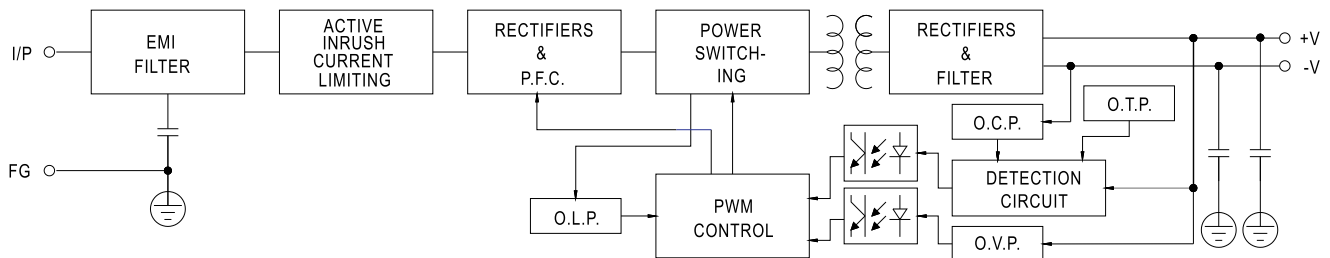 I/P
EMI
FILTER
ACTIVE
INRUSH
CURRENT
LIMITING
RECTIFIERS
&
P.F.C.
POWER
SWITCH-
ING
RECTIFIERS
&
FILTER
+V
-V
O.C.P.
O.T.P.
FG
O.L.P.
PWM
CONTROL
DETECTION
CIRCUIT
O.V.P.